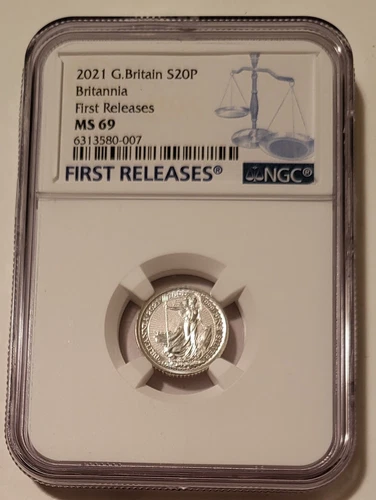 2021 G.Britain S20P
Britannia
First Releases
MS 69
6313580-007
FIRST RELEASES®
NGC®